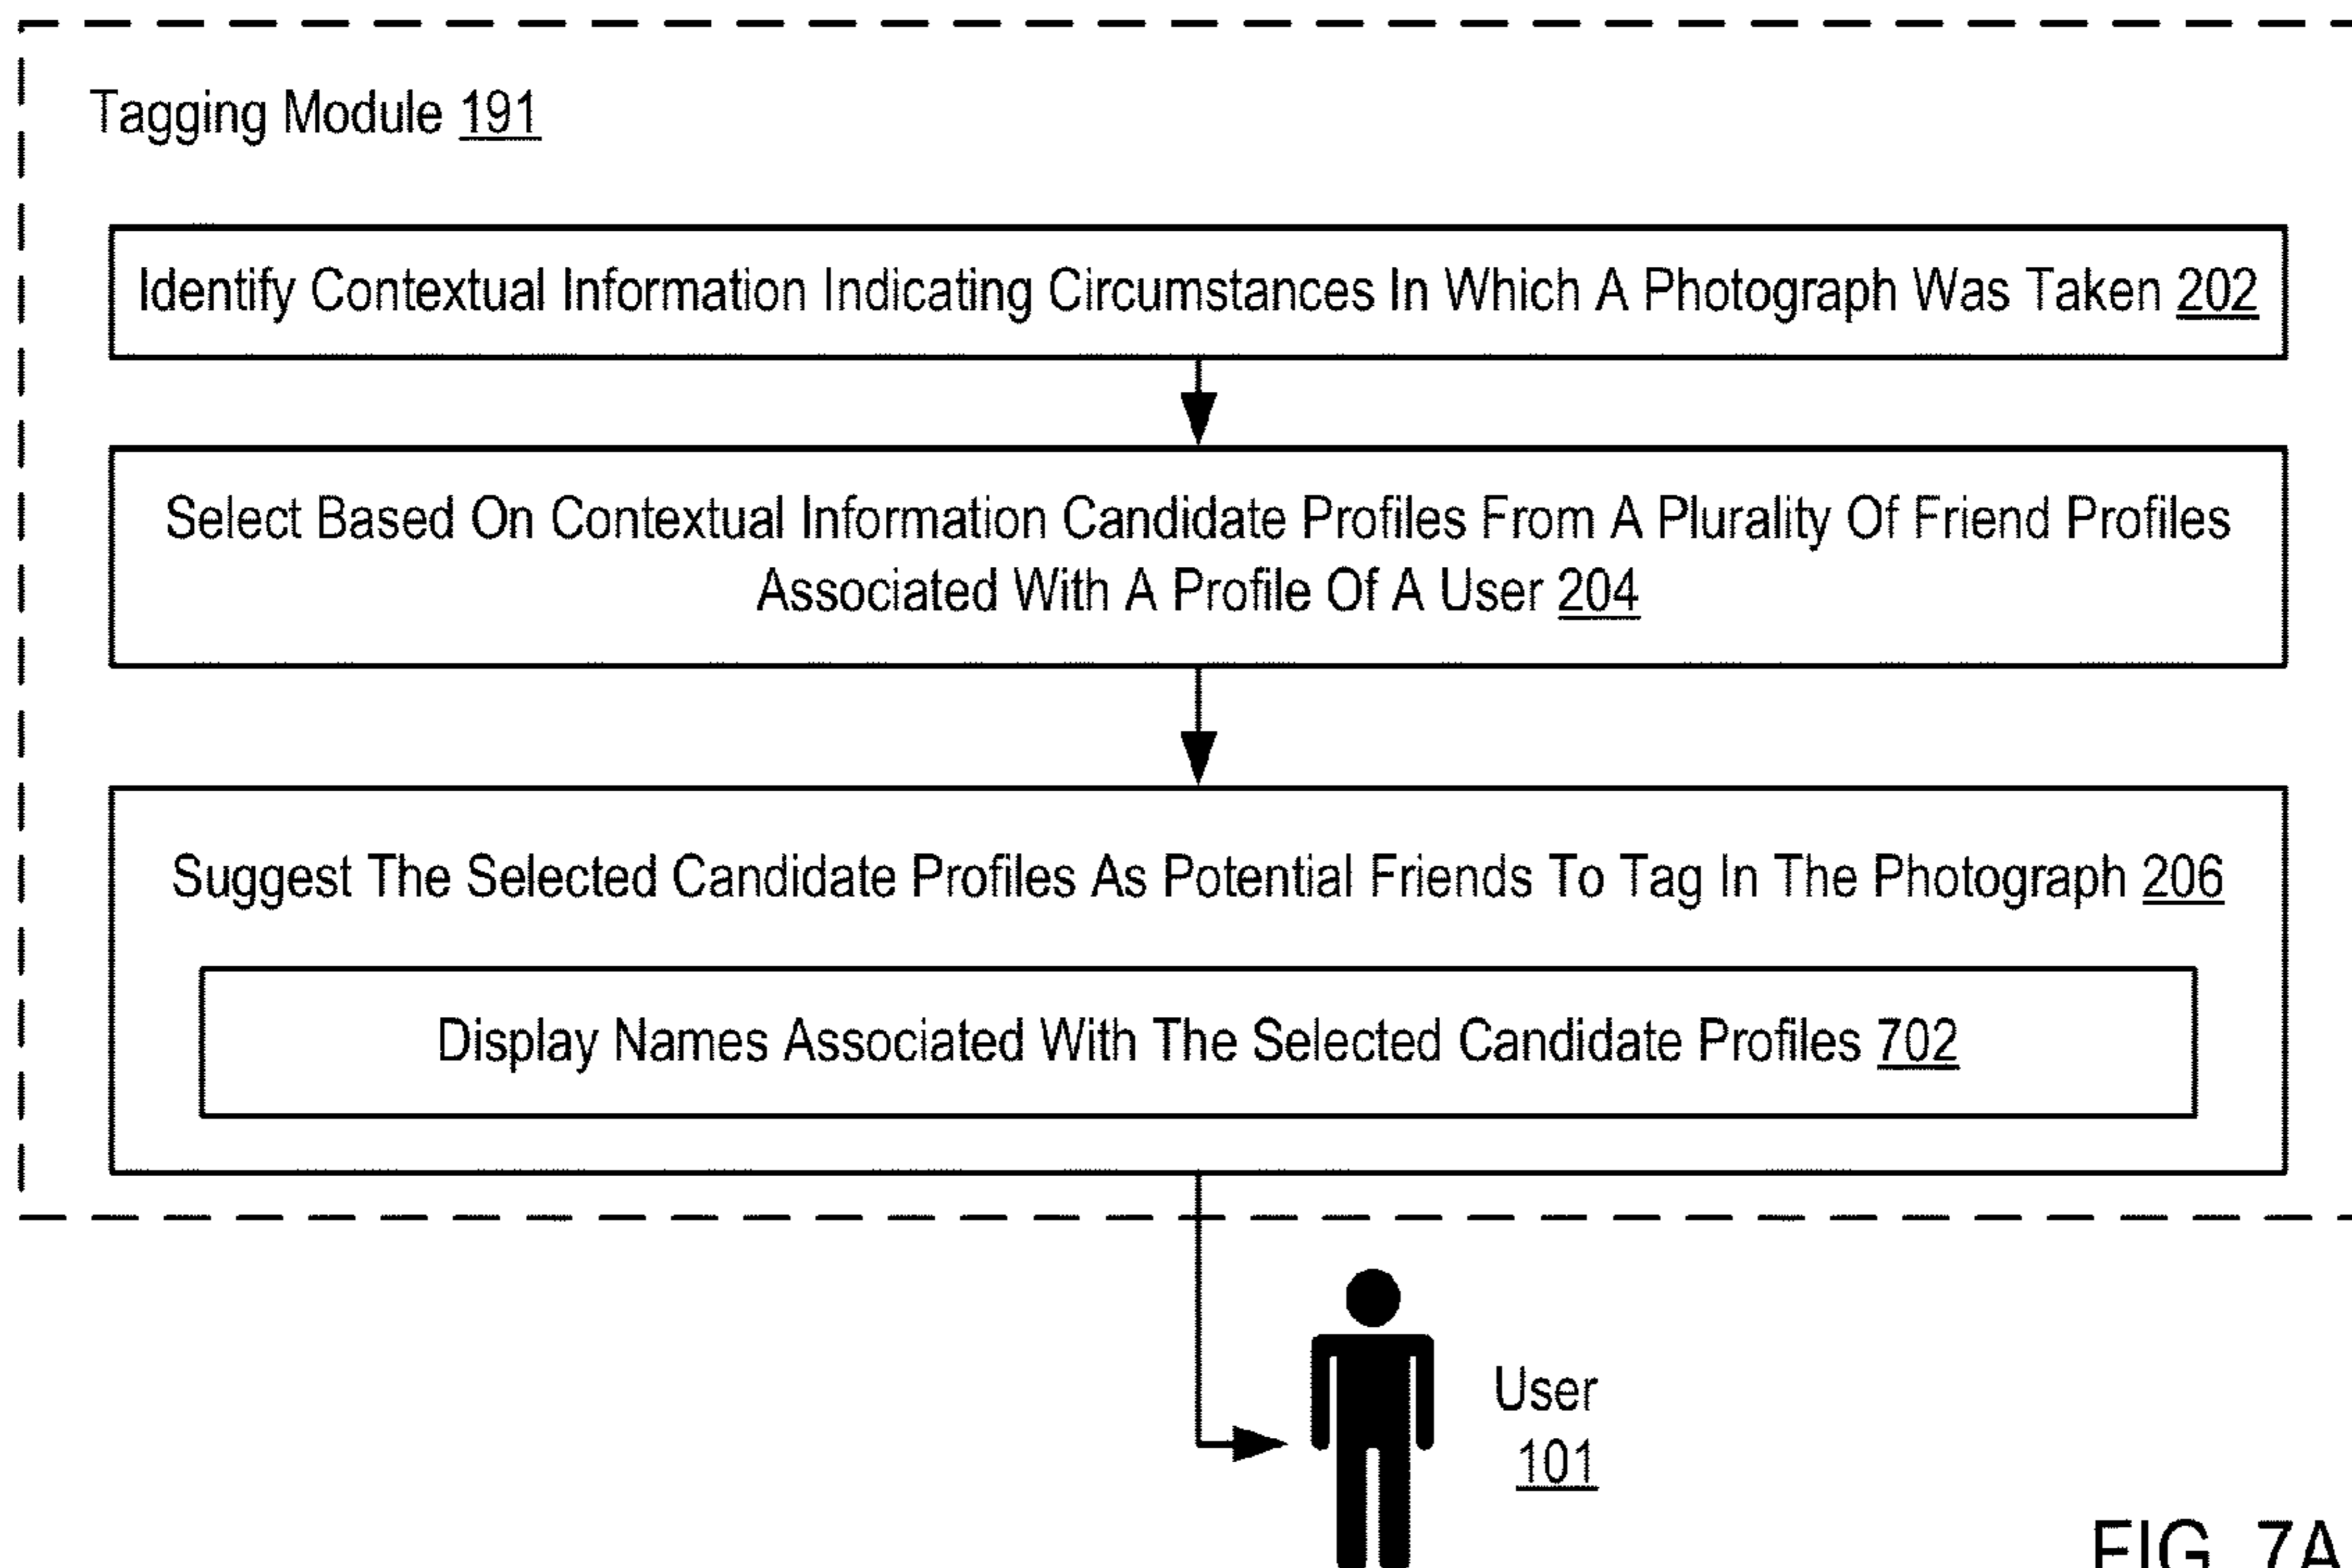 Tagging Module 191
Identify Contextual Information Indicating Circumstances In Which A Photograph Was Taken 202
Select Based On Contextual Information Candidate Profiles From A Plurality Of Friend Profiles
Associated With A Profile Of A User 204
Suggest The Selected Candidate Profiles As Potential Friends To Tag In The Photograph 206
Display Names Associated With The Selected Candidate Profiles 702
User
101
FIG. 7A